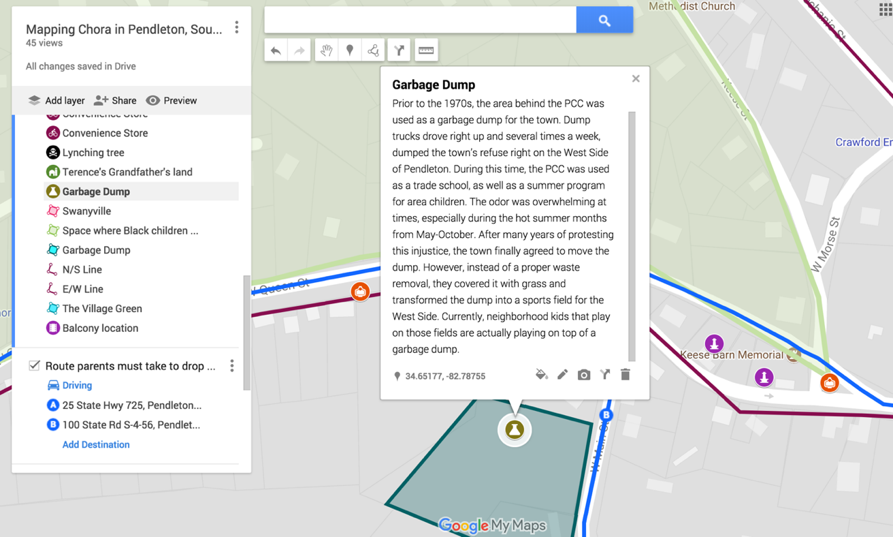 Mapping Chora in Pendleton, Sou...
45 views
All changes saved in Drive
Add layer
Share
Preview
Convenience Store
Convenience Store
Lynching tree
Terence's Grandfather's land
Garbage Dump
Swanyville
Space where Black children ...
Garbage Dump
N/S Line
E/W Line
The Village Green
Balcony location
Route parents must take to drop ...
Driving
A 25 State Hwy 725, Pendleton...
B 100 State Rd S-4-56, Pendlet...
Add Destination
Garbage Dump
Prior to the 1970s, the area behind the PCC was
used as a garbage dump for the town. Dump
trucks drove right up and several times a week,
dumped the town's refuse right on the West Side
of Pendleton. During this time, the PCC was used
as a trade school, as well as a summer program
for area children. The odor was overwhelming at
times, especially during the hot summer months
from May-October. After many years of protesting
this injustice, the town finally agreed to move the
dump. However, instead of a proper waste
removal, they covered it with grass and
transformed the dump into a sports field for the
West Side. Currently, neighborhood kids that play
on those fields are actually playing on top of a
garbage dump.
34.65177, -82.78755
Methodist Church
Crawford En
W Morse St
Queen St
Keese Barn Memorial
B
W Main
Google My Maps